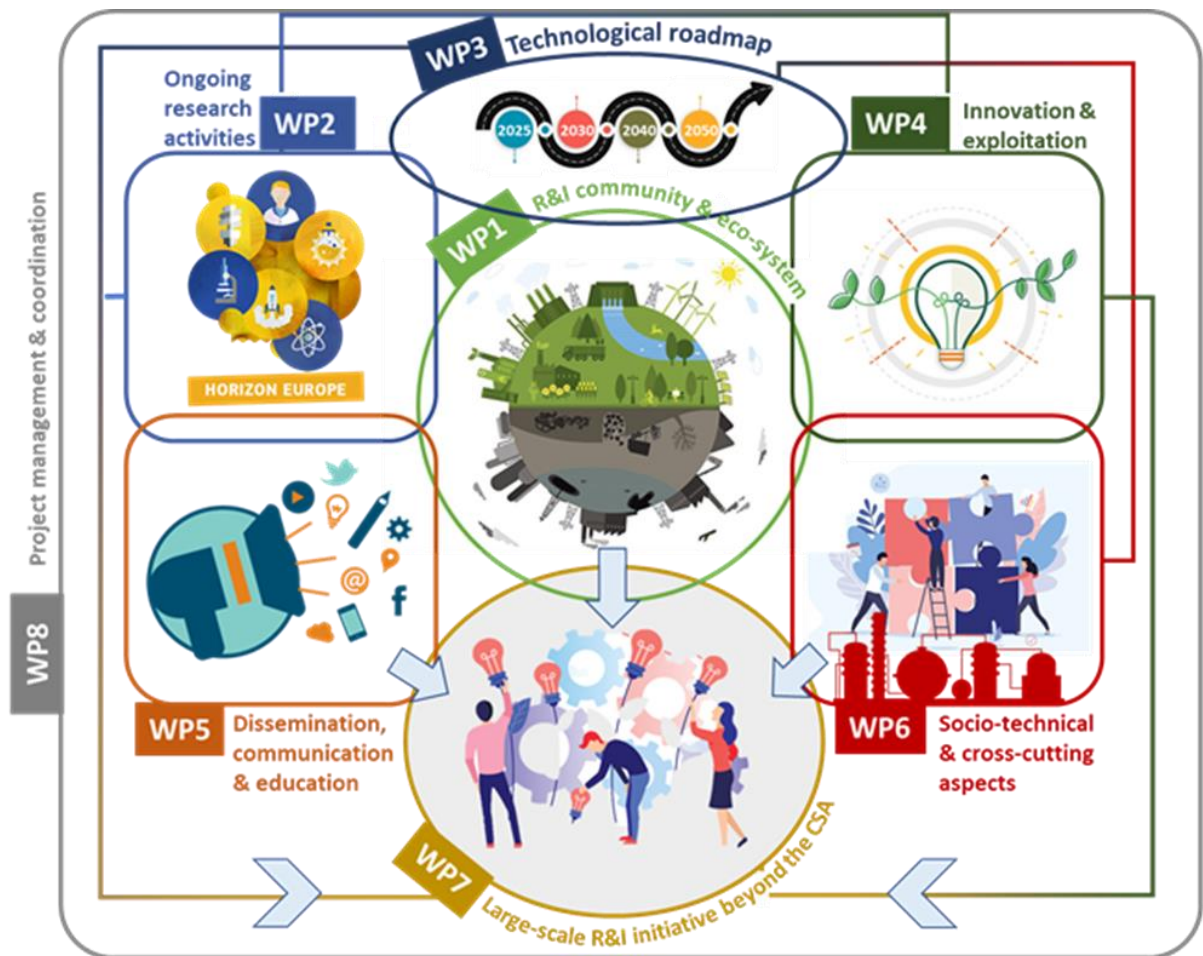 WP3
Technological roadmap
2025
2030
2040
2050
Ongoing
research
activities
WP2
WP4
Innovation &
exploitation
WP1
R&I community & eco-system
HORIZON EUROPE
Project management & coordination
WP8
@
f
WP5
Dissemination,
communication
& education
WP6
Socio-technical
& cross-cutting
aspects
WP7
Large-scale R&I initiative beyond the CSA